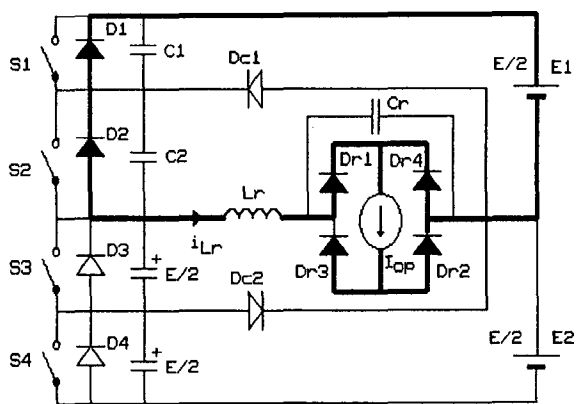 D1
S1
C1
Dc1
E/2
E1
Cr
D2
Dr1
Dr4
S2
C2
Lr
iLr
D3
Dr3
Iop
Dr2
S3
+
E/2
Dc2
D4
+
S4
E/2
E/2
E2